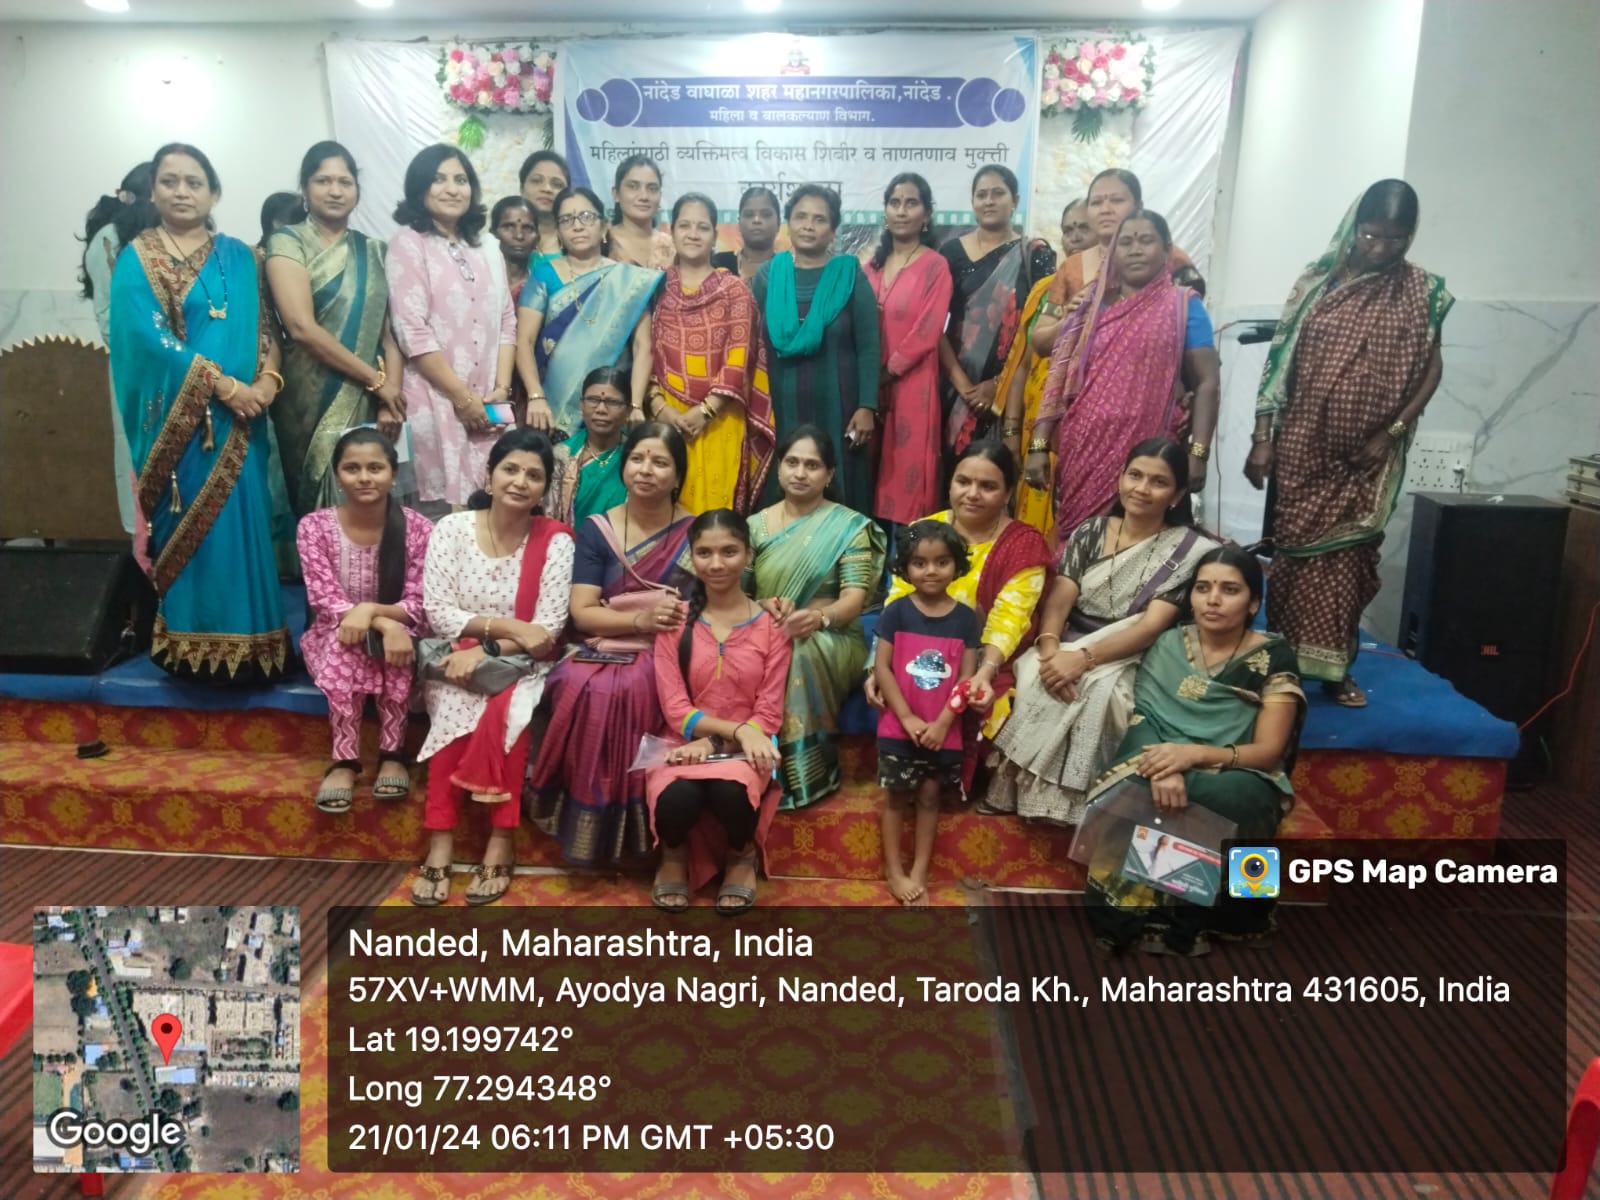 नांदेड वाघाळा शहर महानगरपालिका,नांदेड .
महिला व बालकल्याण विभाग.
महिलांसाठी व्यक्तिमत्व विकास शिबीर व ताणतणाव मुक्ती
JBL
GPS Map Camera
Nanded, Maharashtra, India
57XV+WMM, Ayodya Nagri, Nanded, Taroda Kh., Maharashtra 431605, India
Lat 19.199742°
Long 77.294348°
21/01/24 06:11 PM GMT +05:30
Google